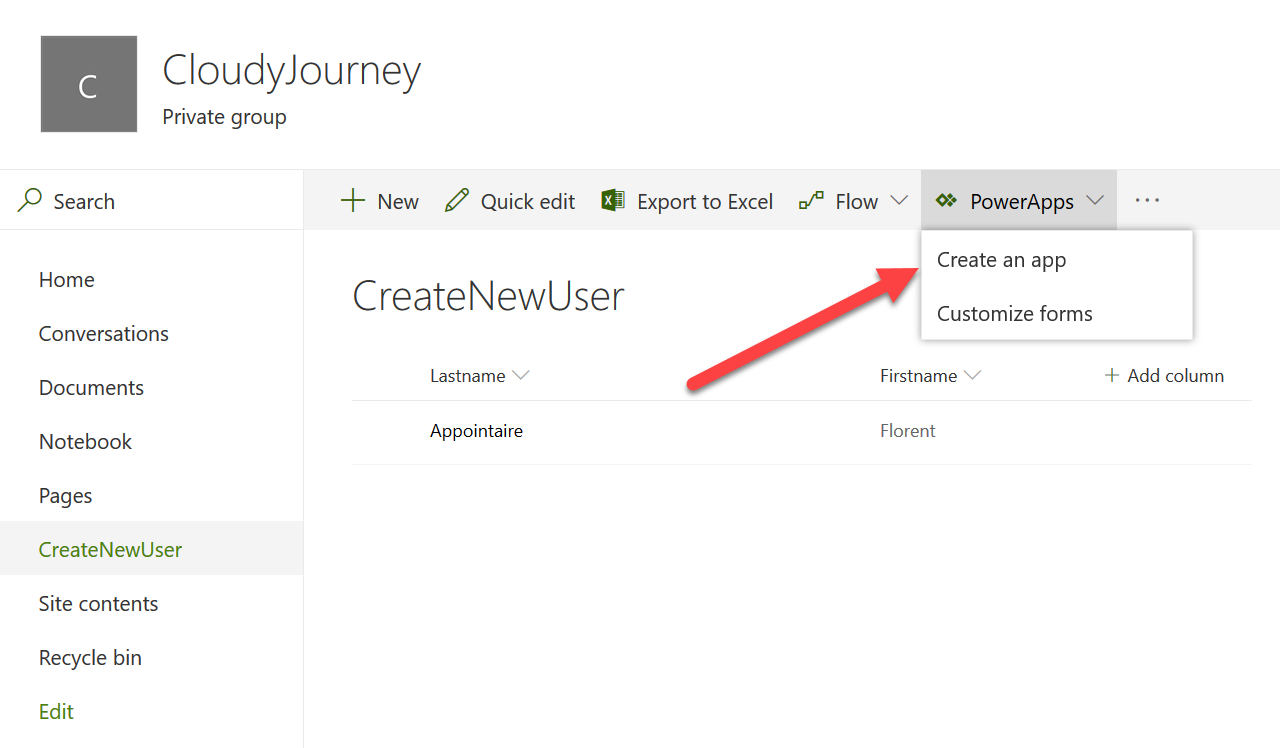 C
CloudyJourney
Private group
Search
New Quick edit Export to Excel Flow PowerApps ...
Create an app
Customize forms
Home
Conversations
Documents
Notebook
Pages
CreateNewUser
Site contents
Recycle bin
Edit
CreateNewUser
Lastname Firstname + Add column
Appointaire Florent